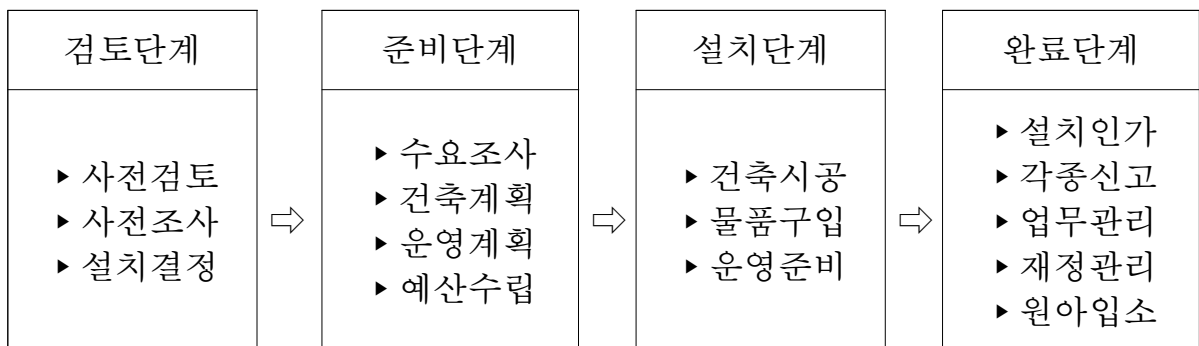 검토단계
▸사전검토
▸사전조사
▸설치결정
⇨
준비단계
▸수요조사
▸건축계획
▸운영계획
▸예산수립
⇨
설치단계
▸건축시공
▸물품구입
▸운영준비
⇨
완료단계
▸설치인가
▸각종신고
▸업무관리
▸재정관리
▸원아입소